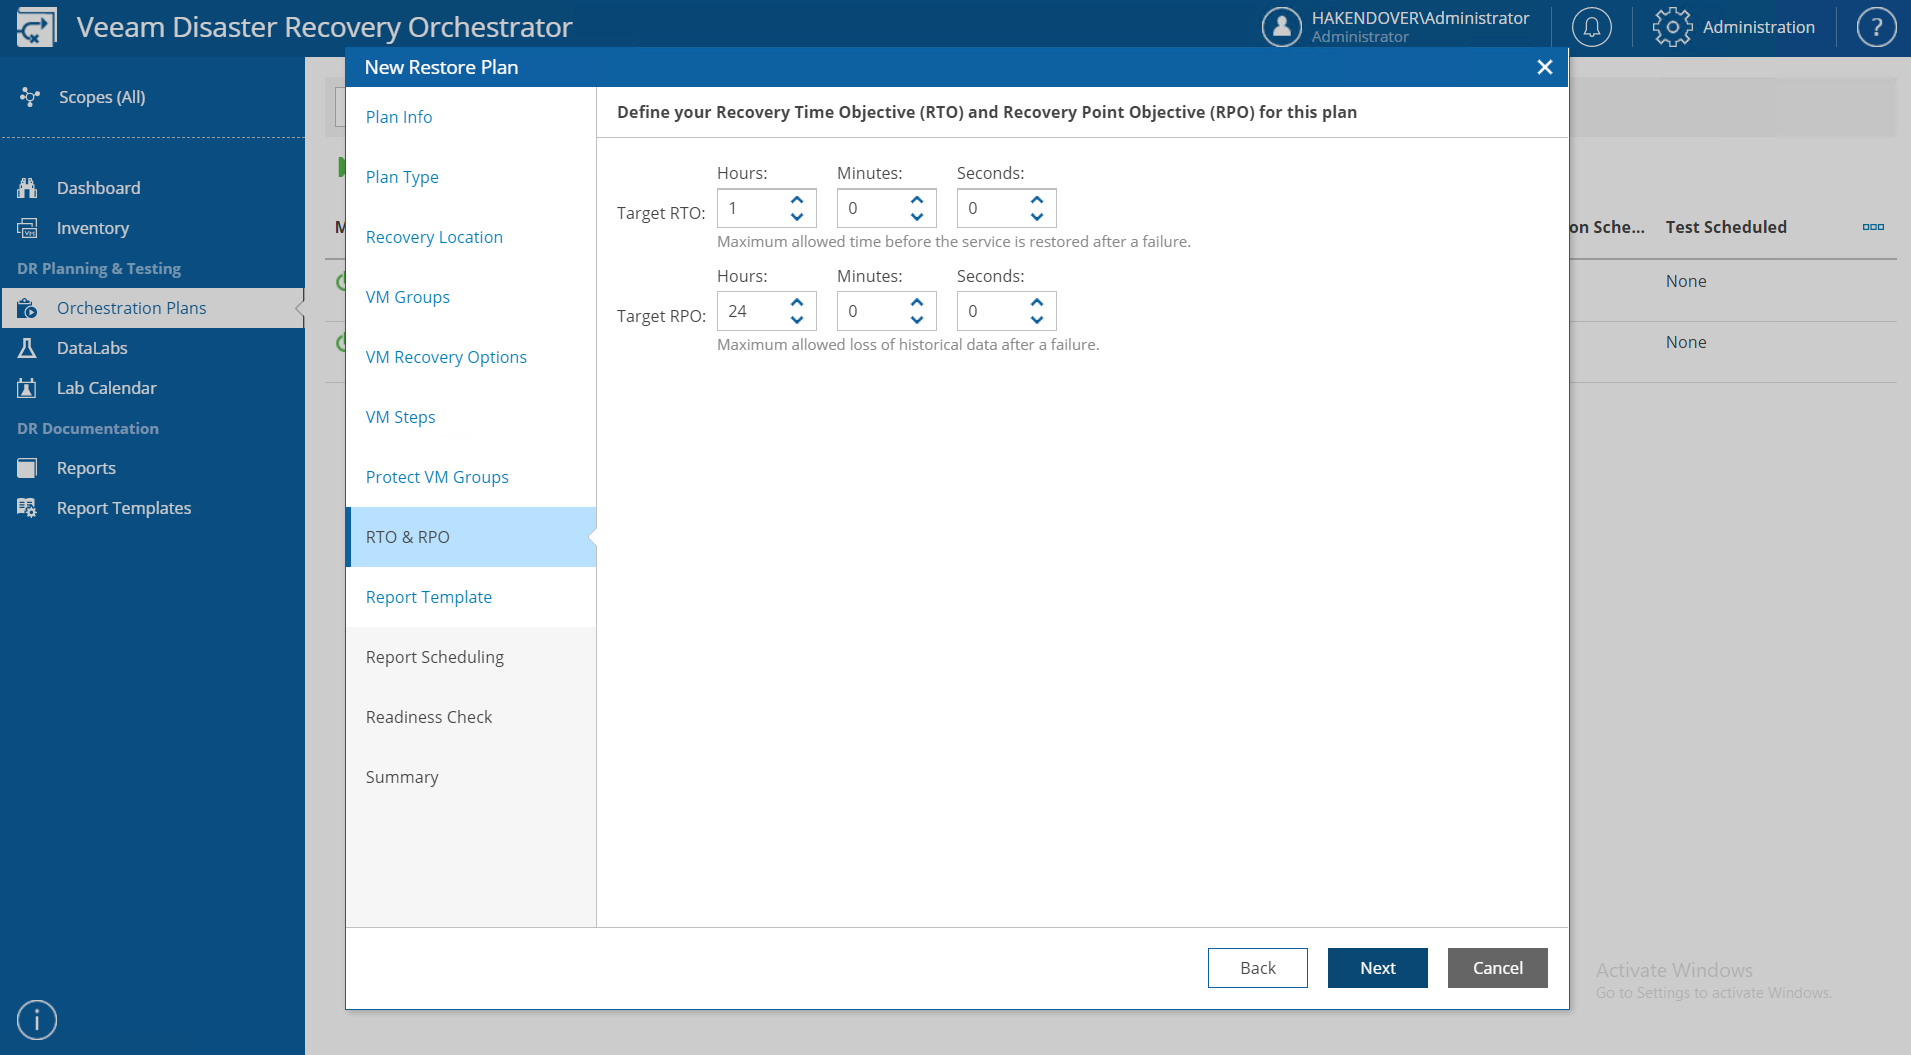 Veeam Disaster Recovery Orchestrator
HAKENDOVER\Administrator
Administrator
Administration
?
Scopes (All)
Dashboard
Inventory
DR Planning & Testing
Orchestration Plans
DataLabs
Lab Calendar
DR Documentation
Reports
Report Templates
i
New Restore Plan
Plan Info
Plan Type
Recovery Location
VM Groups
VM Recovery Options
VM Steps
Protect VM Groups
RTO & RPO
Report Template
Report Scheduling
Readiness Check
Summary
Define your Recovery Time Objective (RTO) and Recovery Point Objective (RPO) for this plan
Hours: Minutes: Seconds:
Target RTO: 1 0 0
Maximum allowed time before the service is restored after a failure.
Hours: Minutes: Seconds:
Target RPO: 24 0 0
Maximum allowed loss of historical data after a failure.
Back Next Cancel
on Sche... Test Scheduled
None
None
Activate Windows
Go to Settings to activate Windows.